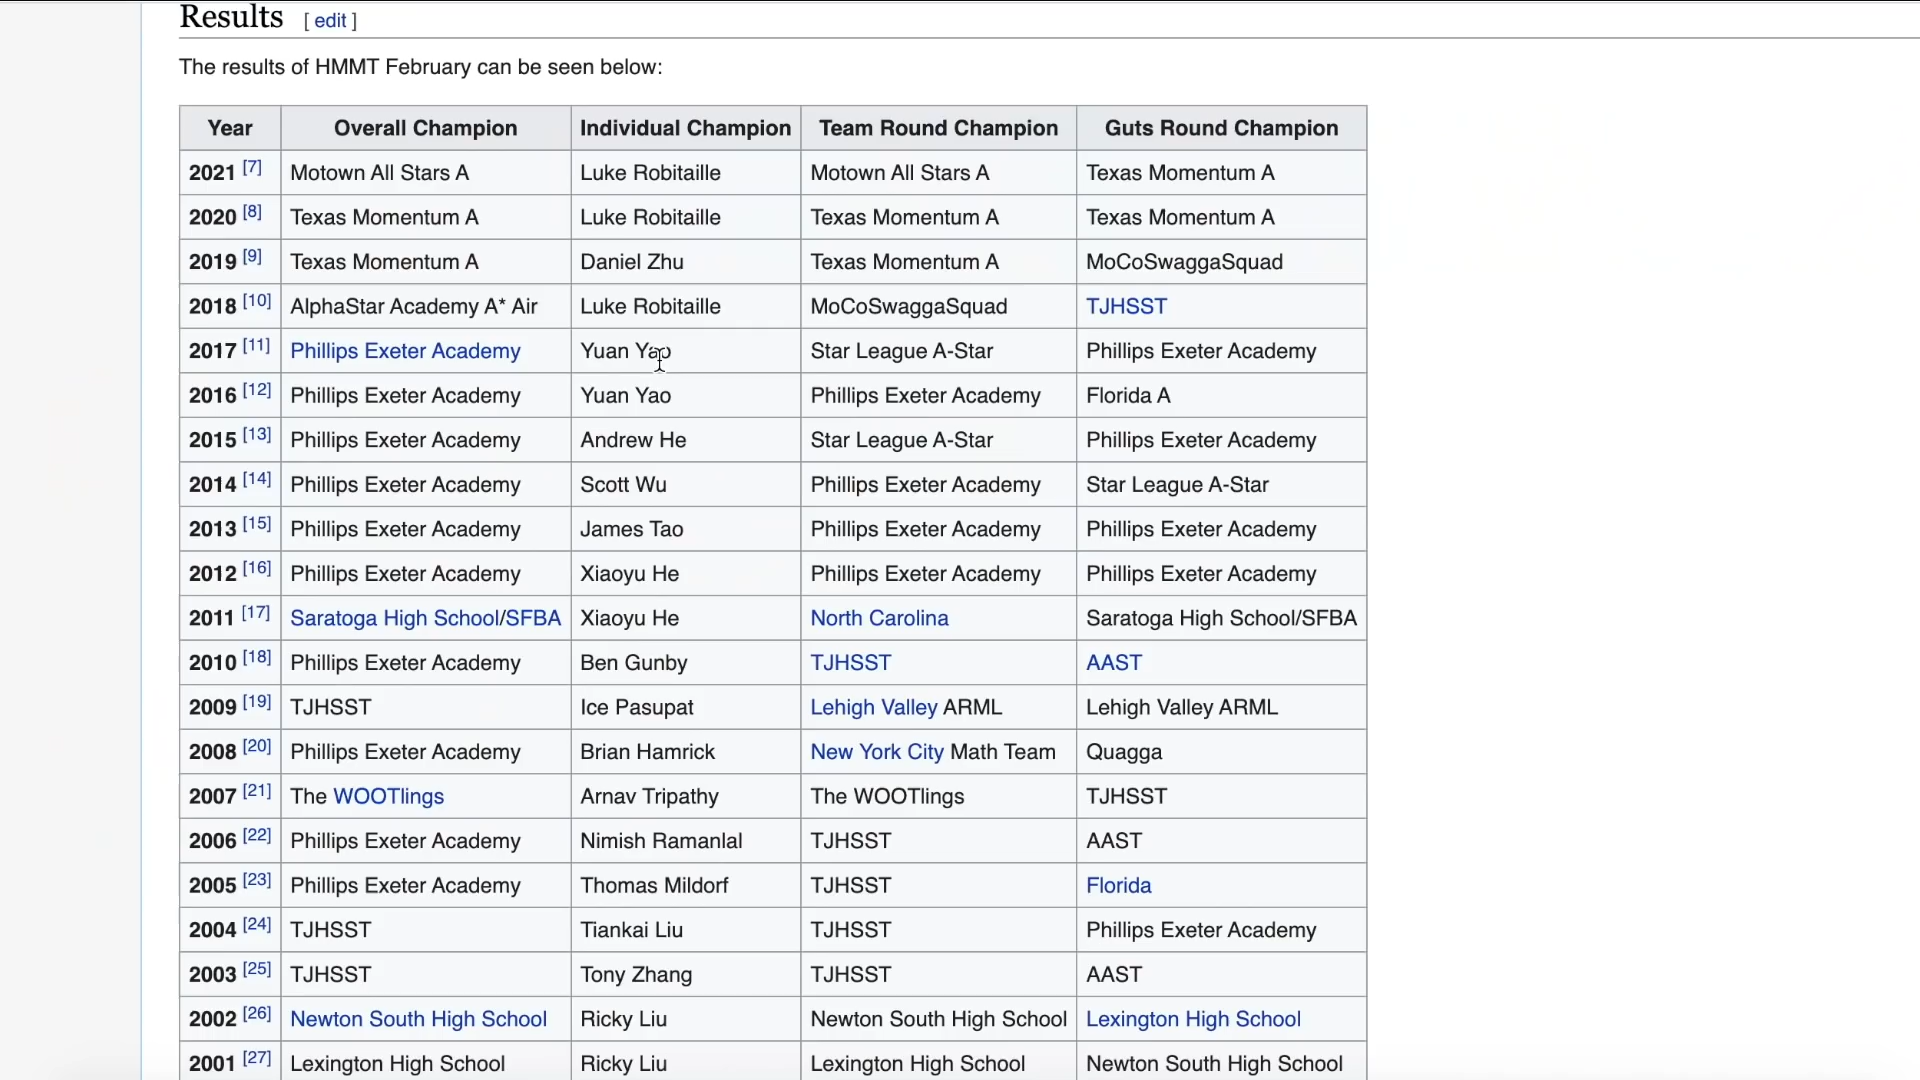 Results [ edit ]
The results of HMMT February can be seen below:
Year Overall Champion Individual Champion Team Round Champion Guts Round Champion
2021 [7] Motown All Stars A Luke Robitaille Motown All Stars A Texas Momentum A
2020 [8] Texas Momentum A Luke Robitaille Texas Momentum A Texas Momentum A
2019 [9] Texas Momentum A Daniel Zhu Texas Momentum A MoCoSwaggaSquad
2018 [10] AlphaStar Academy A* Air Luke Robitaille MoCoSwaggaSquad TJHSST
2017 [11] Phillips Exeter Academy Yuan Yao Star League A-Star Phillips Exeter Academy
2016 [12] Phillips Exeter Academy Yuan Yao Phillips Exeter Academy Florida A
2015 [13] Phillips Exeter Academy Andrew He Star League A-Star Phillips Exeter Academy
2014 [14] Phillips Exeter Academy Scott Wu Phillips Exeter Academy Star League A-Star
2013 [15] Phillips Exeter Academy James Tao Phillips Exeter Academy Phillips Exeter Academy
2012 [16] Phillips Exeter Academy Xiaoyu He Phillips Exeter Academy Phillips Exeter Academy
2011 [17] Saratoga High School/SFBA Xiaoyu He North Carolina Saratoga High School/SFBA
2010 [18] Phillips Exeter Academy Ben Gunby TJHSST AAST
2009 [19] TJHSST Ice Pasupat Lehigh Valley ARML Lehigh Valley ARML
2008 [20] Phillips Exeter Academy Brian Hamrick New York City Math Team Quagga
2007 [21] The WOOTlings Arnav Tripathy The WOOTlings TJHSST
2006 [22] Phillips Exeter Academy Nimish Ramanlal TJHSST AAST
2005 [23] Phillips Exeter Academy Thomas Mildorf TJHSST Florida
2004 [24] TJHSST Tiankai Liu TJHSST Phillips Exeter Academy
2003 [25] TJHSST Tony Zhang TJHSST AAST
2002 [26] Newton South High School Ricky Liu Newton South High School Lexington High School
2001 [27] Lexington High School Ricky Liu Lexington High School Newton South High School